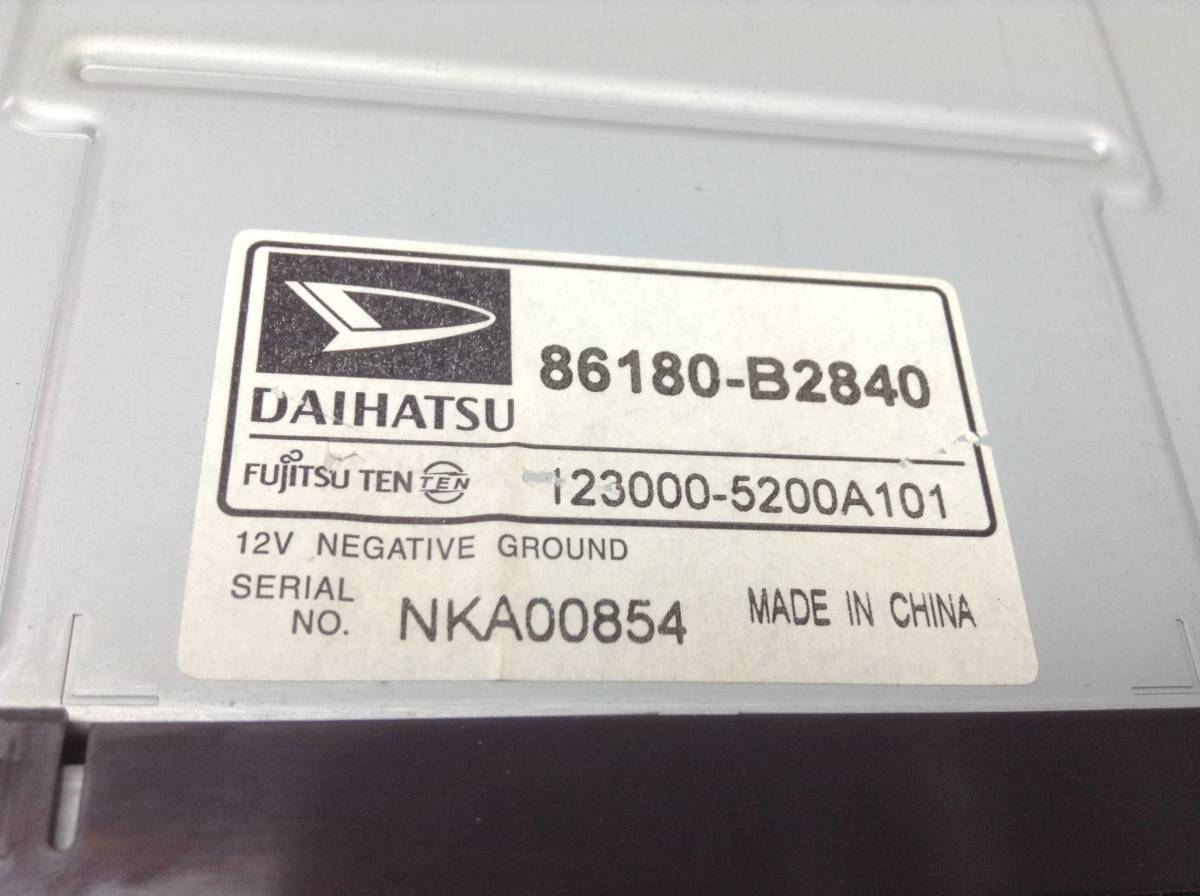 86180-B2840
DAIHATSU
FUJITSU TEN TEN 123000-5200A101
12V NEGATIVE GROUND
SERIAL NO. NKA00854 MADE IN CHINA